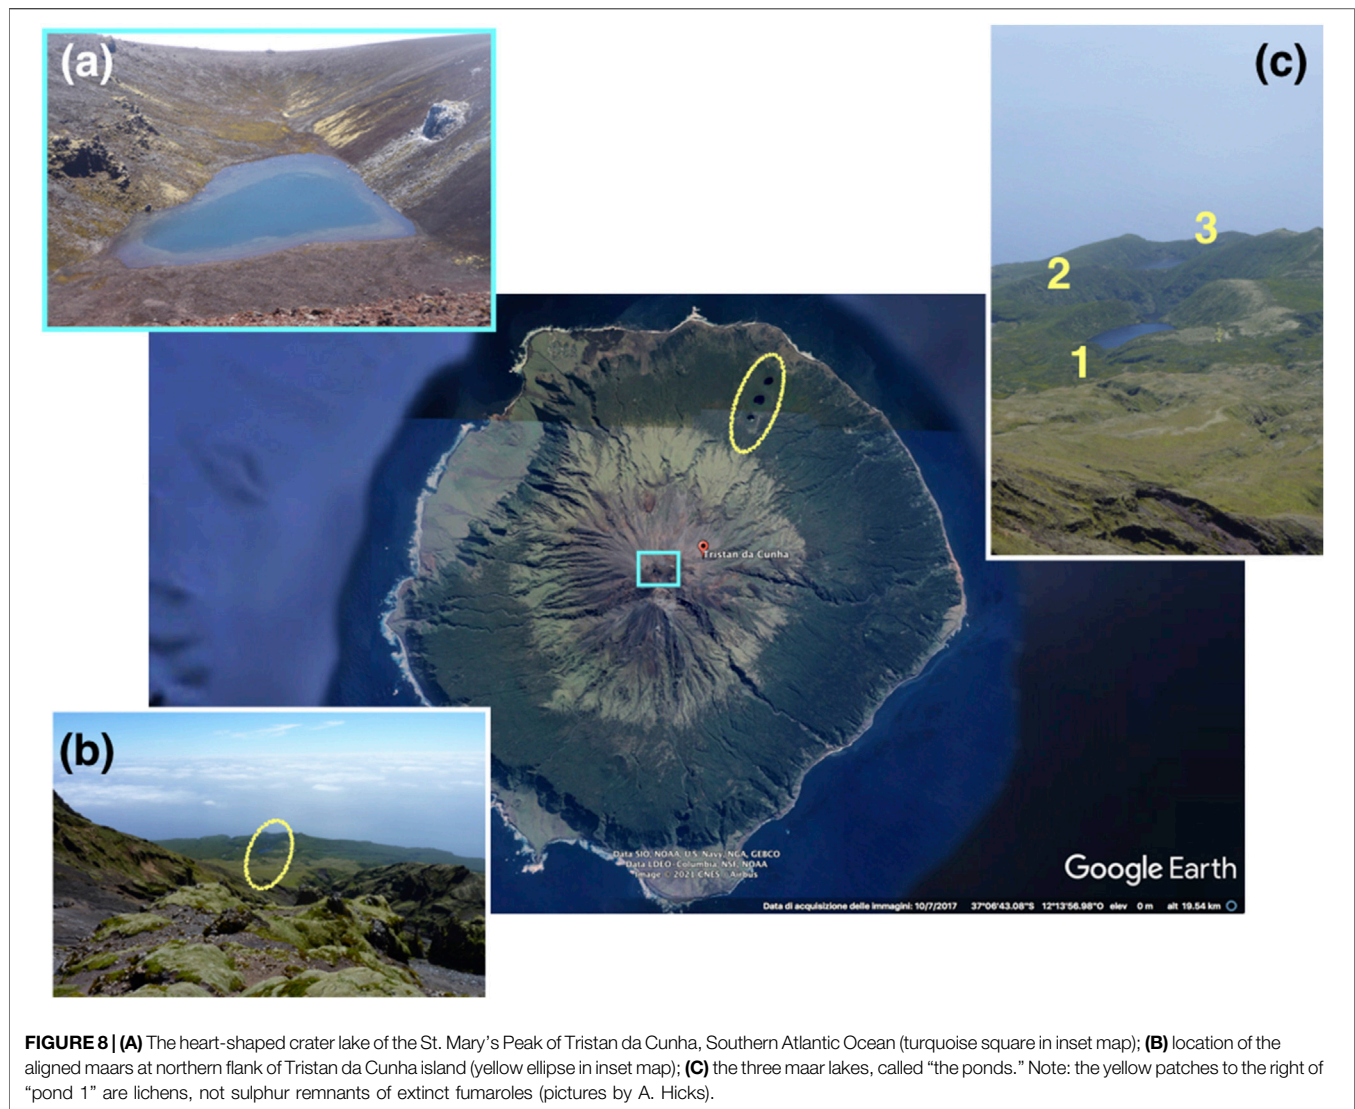 (a)
(c)
3
2
1
Tristan da Cunha
(b)
Data SIO, NOAA, U.S. Navy, NGA, GEBCO
Data LDEO-Columbia, NSF, NOAA
Image © 2021 CNES / Airbus
Google Earth
Data di acquisizione delle immagini: 10/7/2017 37°06'43.08"S 12°13'56.98"O elev 0 m alt 19.54 km
FIGURE 8 | (A) The heart-shaped crater lake of the St. Mary's Peak of Tristan da Cunha, Southern Atlantic Ocean (turquoise square in inset map); (B) location of the
aligned maars at northern flank of Tristan da Cunha island (yellow ellipse in inset map); (C) the three maar lakes, called “the ponds.” Note: the yellow patches to the right of
“pond 1” are lichens, not sulphur remnants of extinct fumaroles (pictures by A. Hicks).